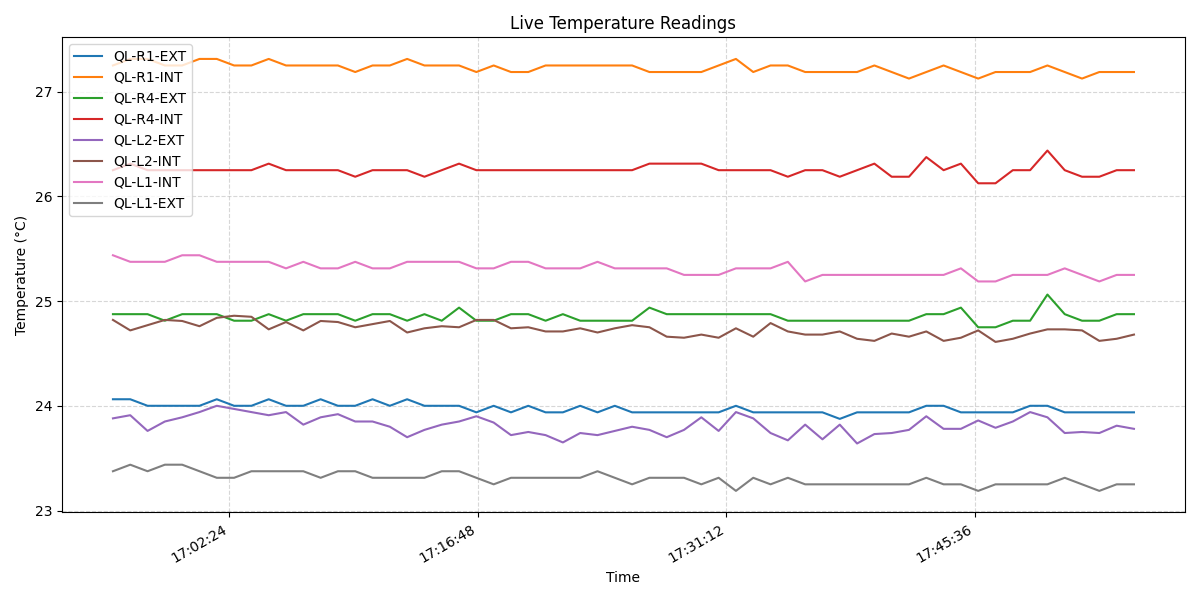 Live Temperature Readings
QL-R1-EXT
QL-R1-INT
QL-R4-EXT
QL-R4-INT
QL-L2-EXT
QL-L2-INT
QL-L1-INT
QL-L1-EXT
Temperature (°C)
27
26
25
24
23
17:02:24
17:16:48
17:31:12
17:45:36
Time